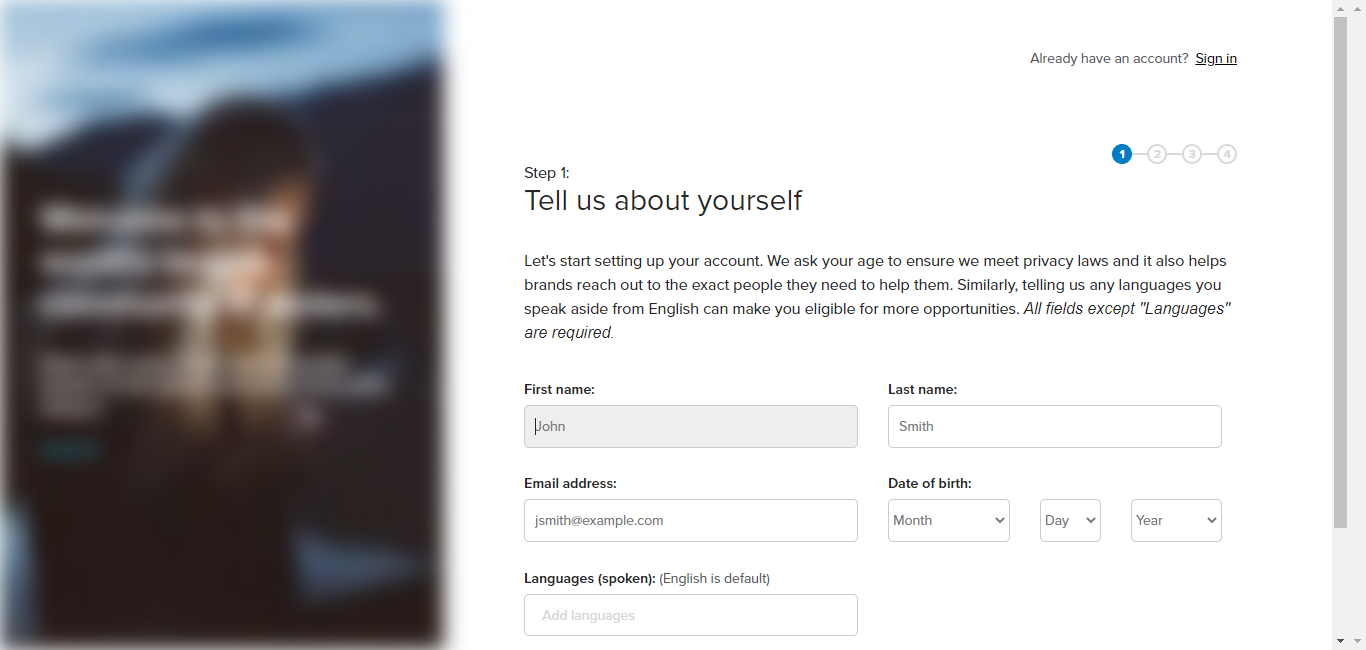 Already have an account? Sign in
1 2 3 4
Step 1:
Tell us about yourself
Let's start setting up your account. We ask your age to ensure we meet privacy laws and it also helps
brands reach out to the exact people they need to help them. Similarly, telling us any languages you
speak aside from English can make you eligible for more opportunities. All fields except "Languages"
are required.
First name: Last name:
John Smith
Email address: Date of birth:
jsmith@example.com Month Day Year
Languages (spoken): (English is default)
Add languages